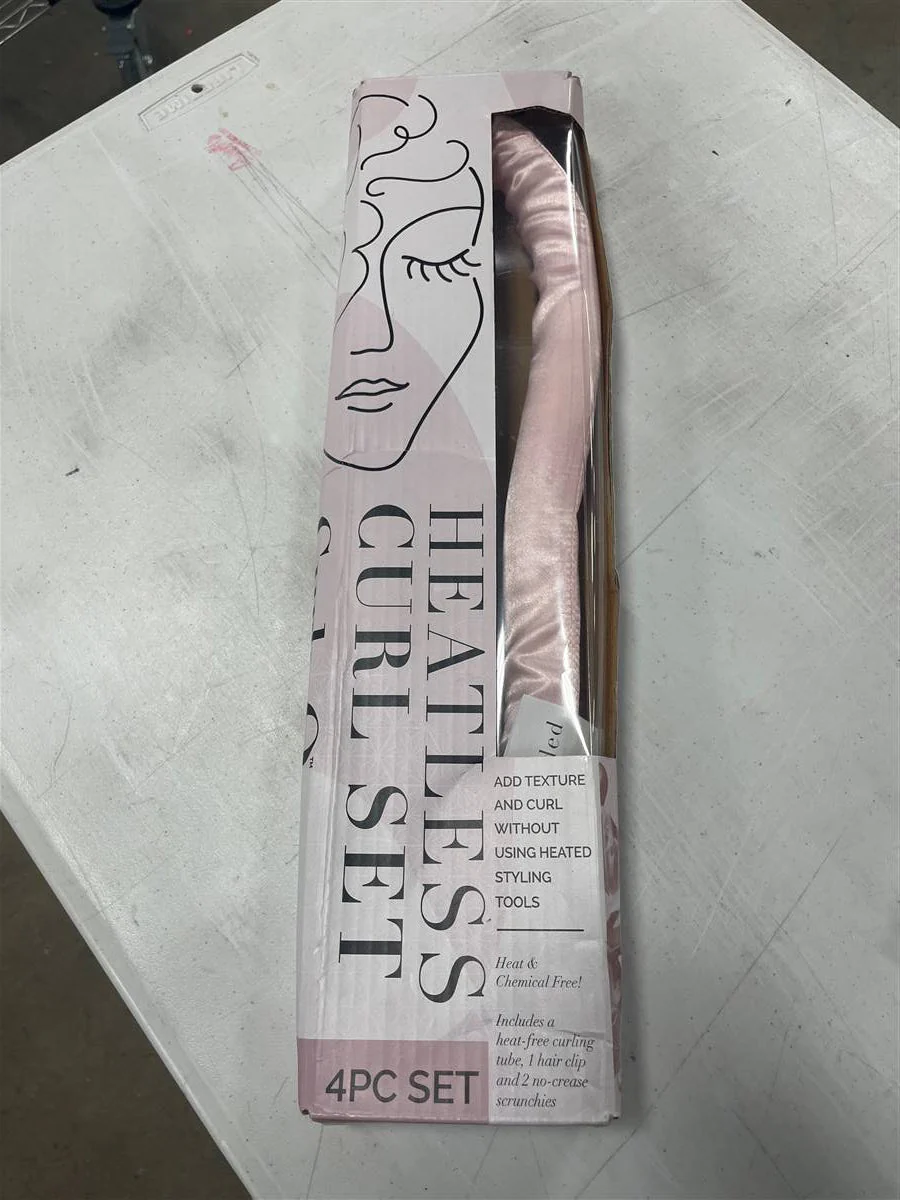 HEATLESS
CURL SET
ADD TEXTURE
AND CURL
WITHOUT
USING HEATED
STYLING
TOOLS
Heat &
Chemical Free!
Includes a
heat-free curling
tube, 1 hair clip
and 2 no-crease
scrunchies
4PC SET
TM